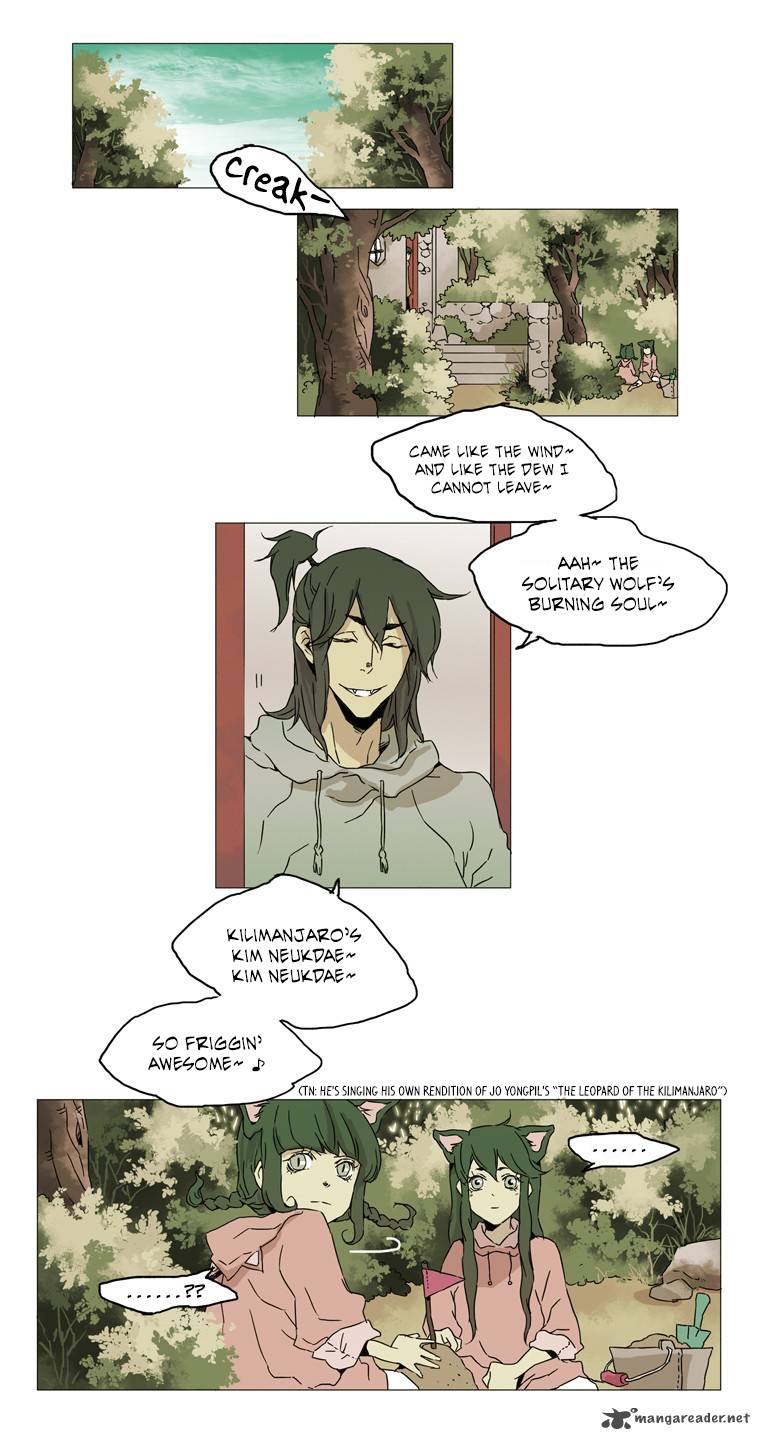 creak-
CAME LIKE THE WIND~
AND LIKE THE DEW I
CANNOT LEAVE~
AAH~ THE
SOLITARY WOLF'S
BURNING SOUL~
KILIMANJARO'S
KIM NEUKDAE~
KIM NEUKDAE~
SO FRIGGIN'
AWESOME~ ♪
(TN: HE'S SINGING HIS OWN RENDITION OF JO YONGPIL'S "THE LEOPARD OF THE KILIMANJARO")
......
......??
mangareader.net